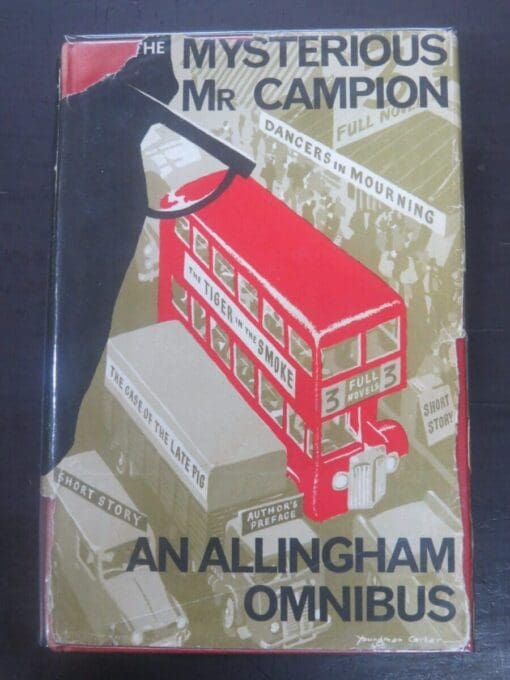 THE MYSTERIOUS
MR CAMPION
FULL NOVEL
DANCERS IN MOURNING
THE TIGER IN THE SMOKE
3 FULL NOVELS 3
SHORT STORY
THE CASE OF THE LATE PIG
SHORT STORY
AUTHOR'S PREFACE
AN ALLINGHAM
OMNIBUS
Youngman Carter